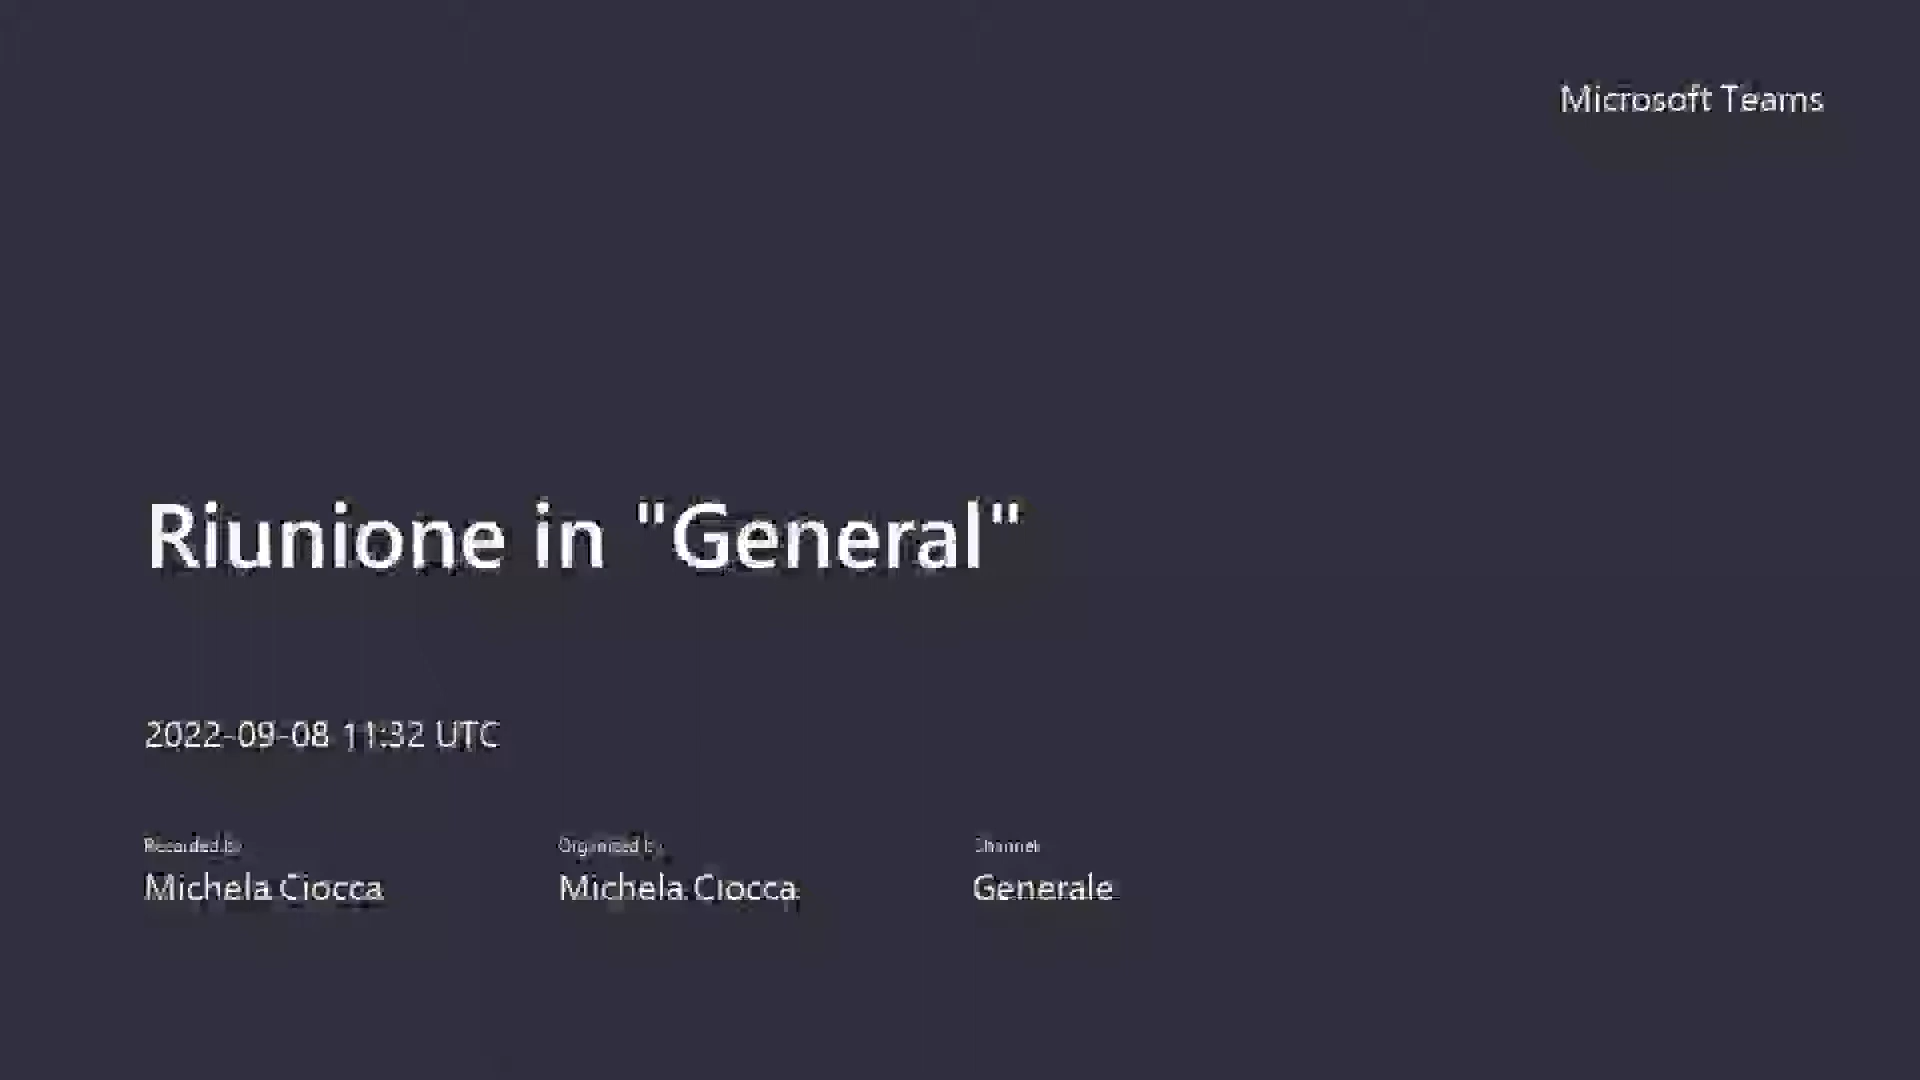 Microsoft Teams
Riunione in "General"
2022-09-08 11:32 UTC
Recorded by
Organized by
Channel
Michela Ciocca
Michela Ciocca
Generale